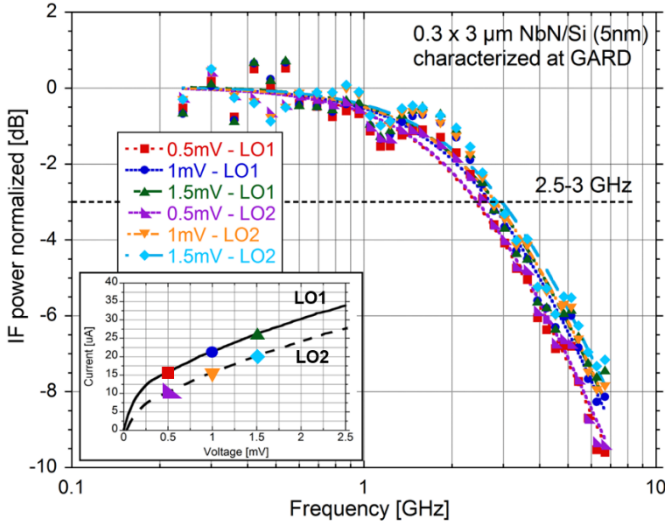 IF power normalized [dB]
2
0
-2
-4
-6
-8
-10
0.3 x 3 µm NbN/Si (5nm)
characterized at GARD
0.5mV - LO1
1mV - LO1
1.5mV - LO1
0.5mV - LO2
1mV - LO2
1.5mV - LO2
2.5-3 GHz
Current [uA]
40
35
30
25
20
15
10
5
0
LO1
LO2
0
0.5
1
1.5
2
2.5
Voltage [mV]
0.1
1
10
Frequency [GHz]